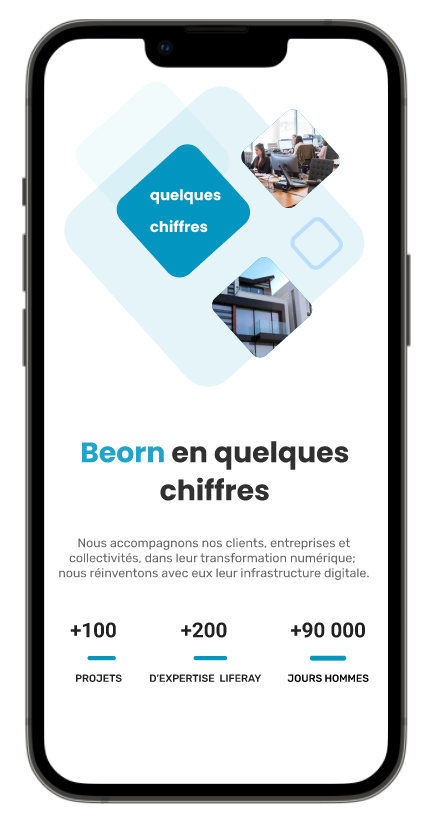 quelques
chiffres
Beorn en quelques
chiffres
Nous accompagnons nos clients, entreprises et
collectivités, dans leur transformation numérique;
nous réinventons avec eux leur infrastructure digitale.
+100 +200 +90 000
PROJETS D'EXPERTISE LIFERAY JOURS HOMMES